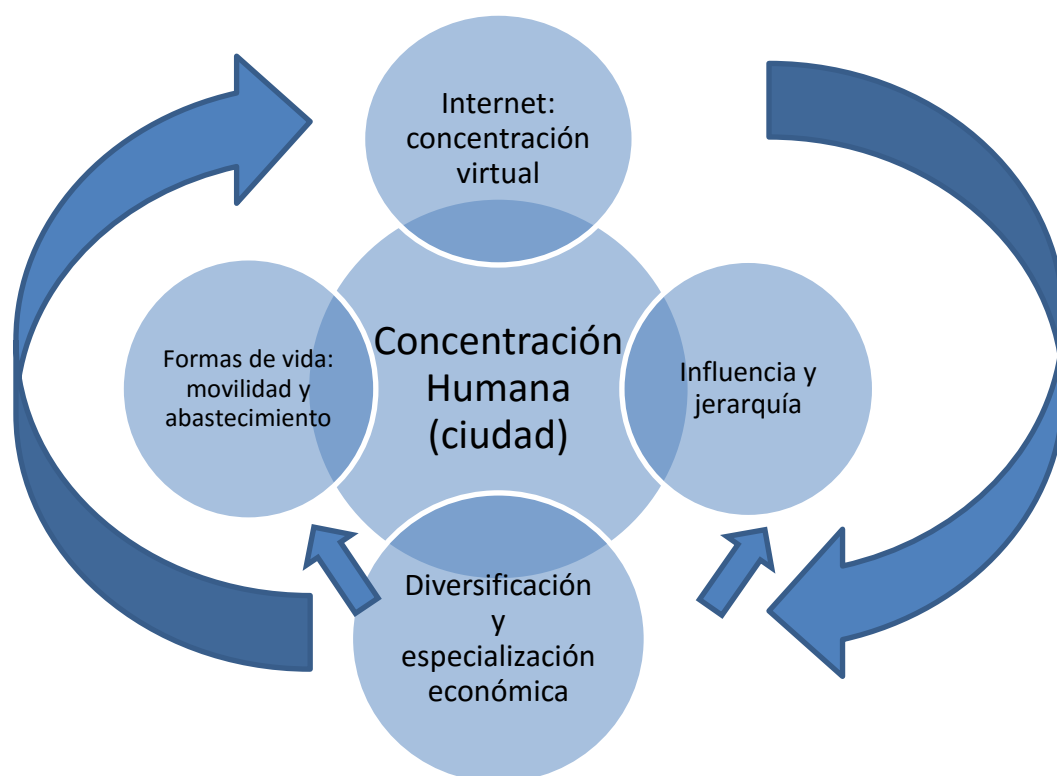 Internet:
concentración
virtual
Formas de vida:
movilidad y
abastecimiento
Concentración
Humana
(ciudad)
Influencia y
jerarquía
Diversificación
y
especialización
económica